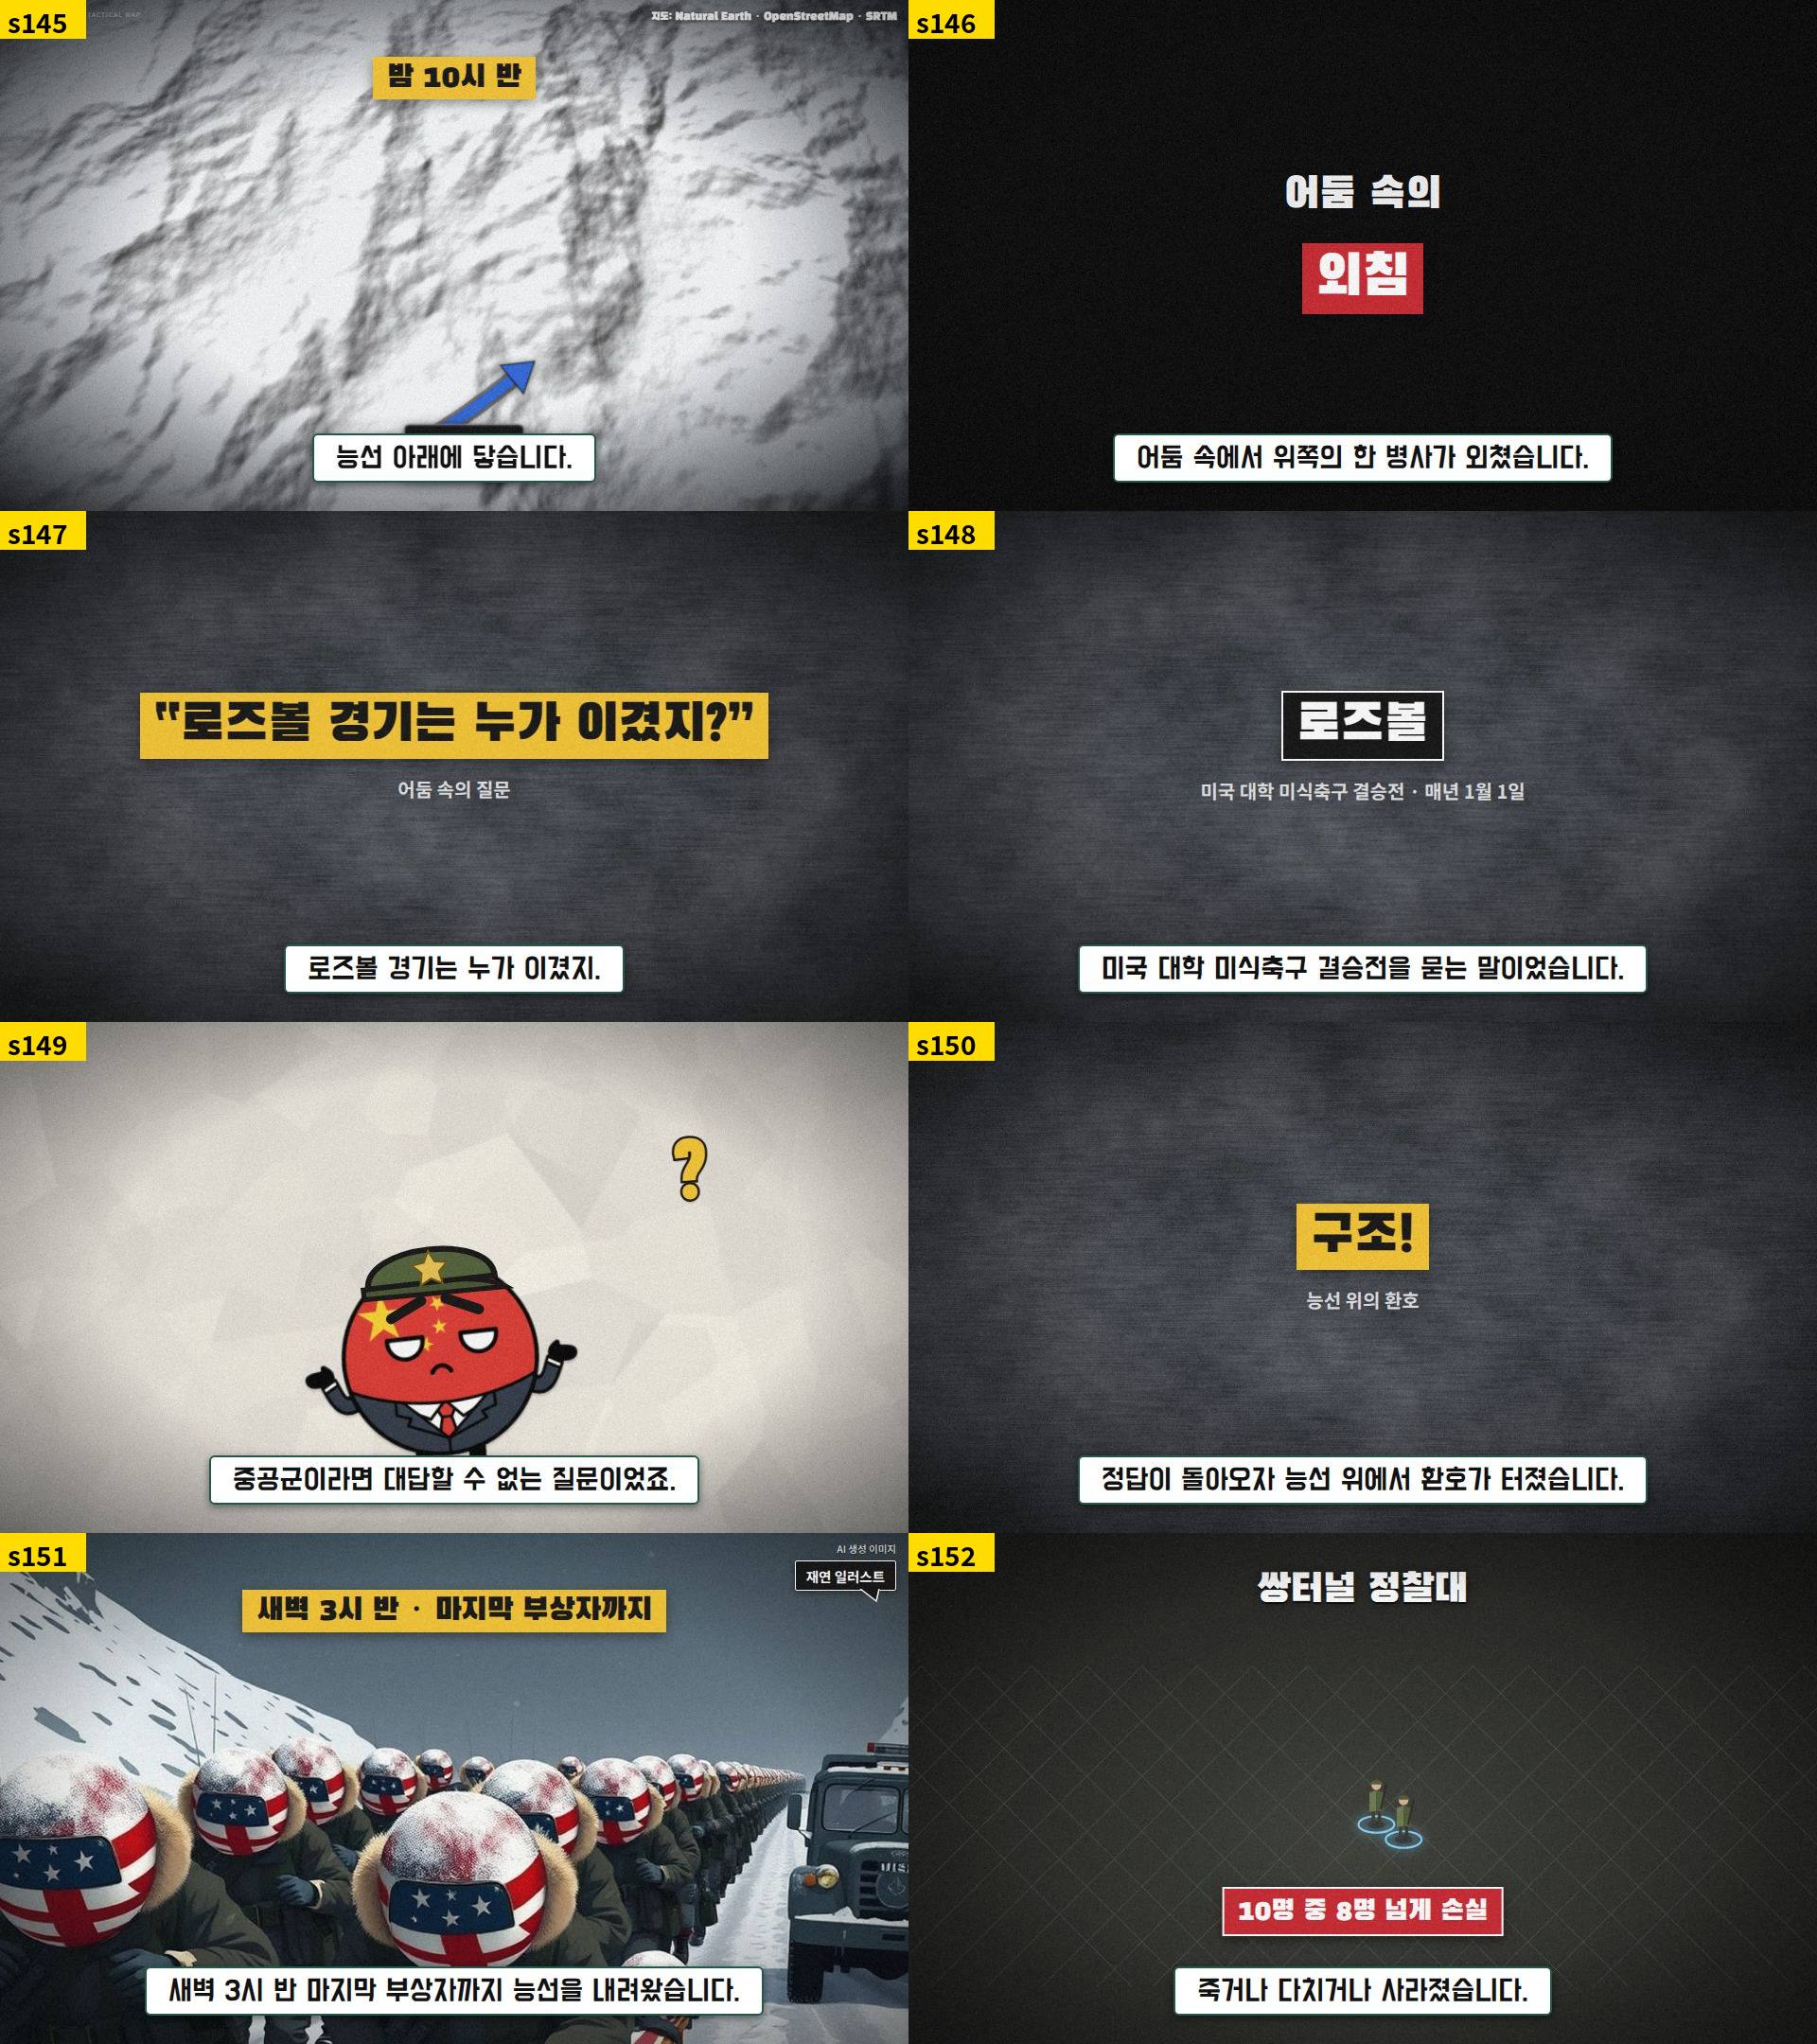 s145
TACTICAL MAP
지도: Natural Earth · OpenStreetMap · SRTM
밤 10시 반
능선 아래에 닿습니다.
s146
어둠 속의
외침
어둠 속에서 위쪽의 한 병사가 외쳤습니다.
s147
“로즈볼 경기는 누가 이겼지?”
어둠 속의 질문
로즈볼 경기는 누가 이겼지.
s148
로즈볼
미국 대학 미식축구 결승전 · 매년 1월 1일
미국 대학 미식축구 결승전을 묻는 말이었습니다.
s149
?
중공군이라면 대답할 수 없는 질문이었죠.
s150
구조!
능선 위의 환호
정답이 돌아오자 능선 위에서 환호가 터졌습니다.
s151
AI 생성 이미지
재연 일러스트
새벽 3시 반 · 마지막 부상자까지
새벽 3시 반 마지막 부상자까지 능선을 내려왔습니다.
s152
쌍터널 정찰대
10명 중 8명 넘게 손실
죽거나 다치거나 사라졌습니다.